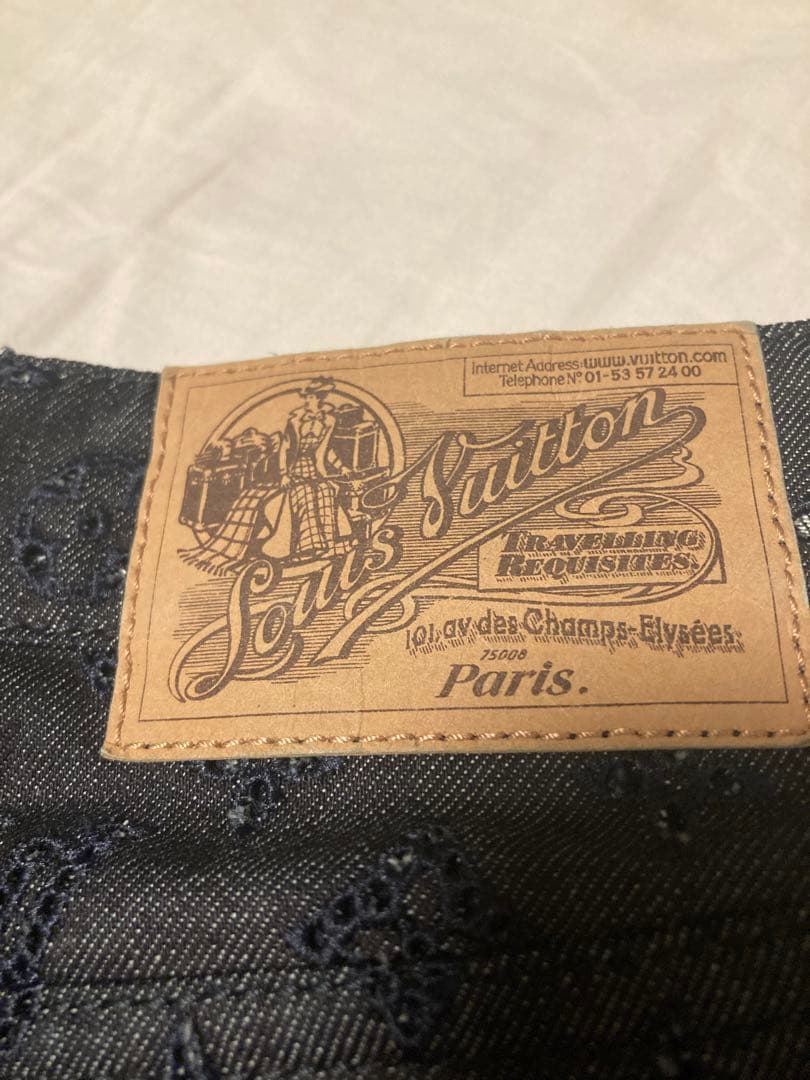 Internet Address:www.vuitton.com
Telephone N° 01-53 57 24 00
Louis Vuitton
TRAVELLING
REQUISITES.
101. av des Champs-Elysées.
75008
Paris.